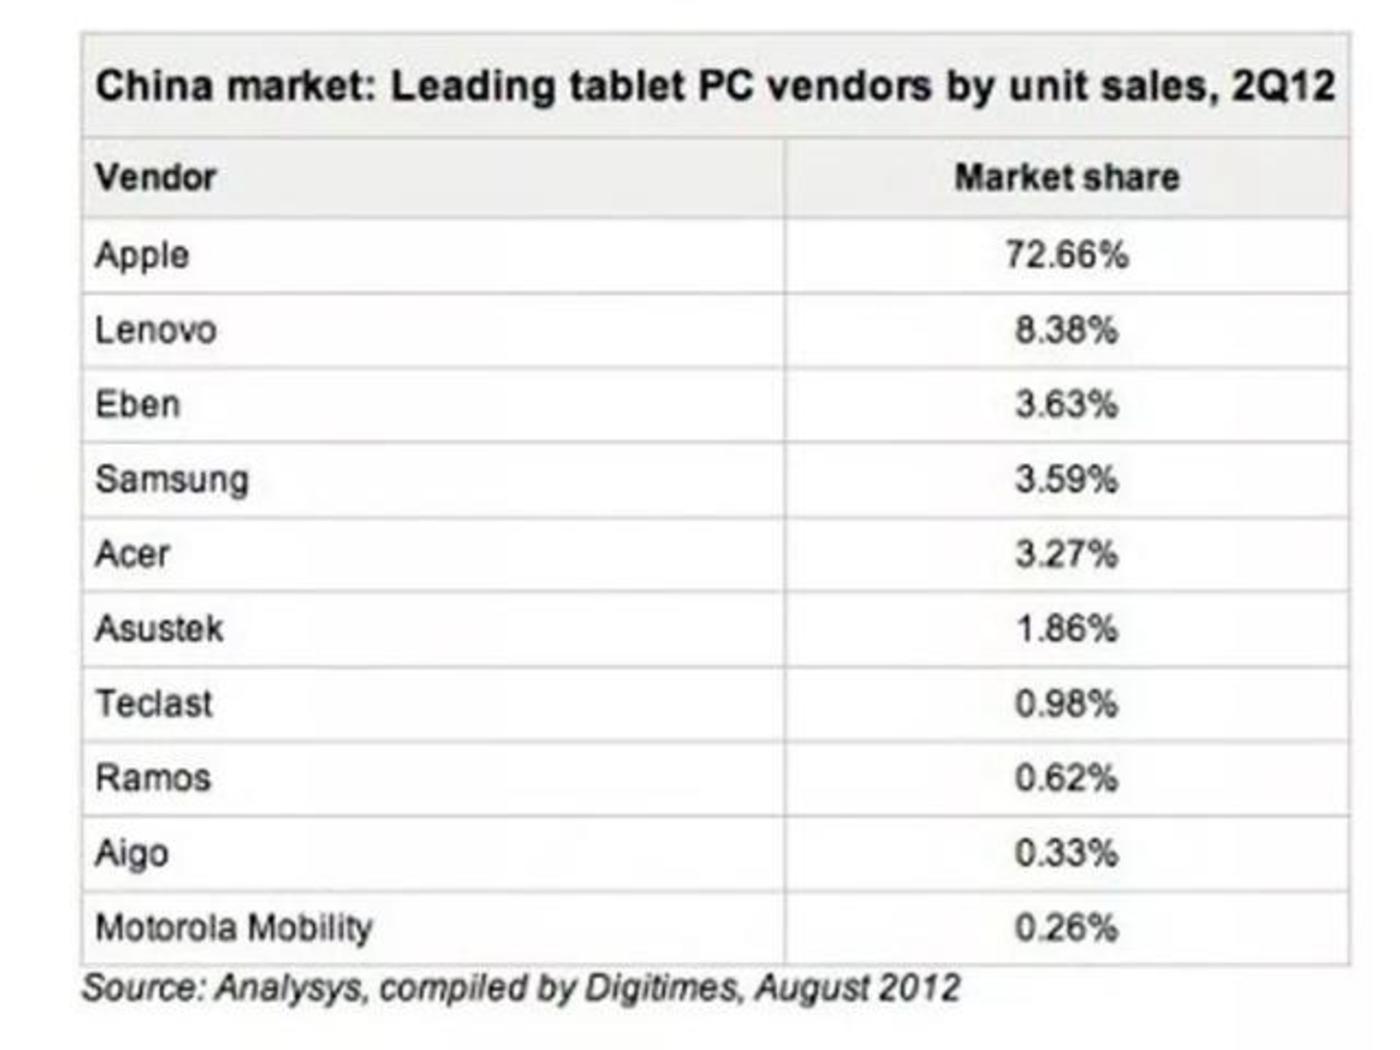 China market: Leading tablet PC vendors by unit sales, 2Q12
Vendor Market share
Apple 72.66%
Lenovo 8.38%
Eben 3.63%
Samsung 3.59%
Acer 3.27%
Asustek 1.86%
Teclast 0.98%
Ramos 0.62%
Aigo 0.33%
Motorola Mobility 0.26%
Source: Analysys, compiled by Digitimes, August 2012